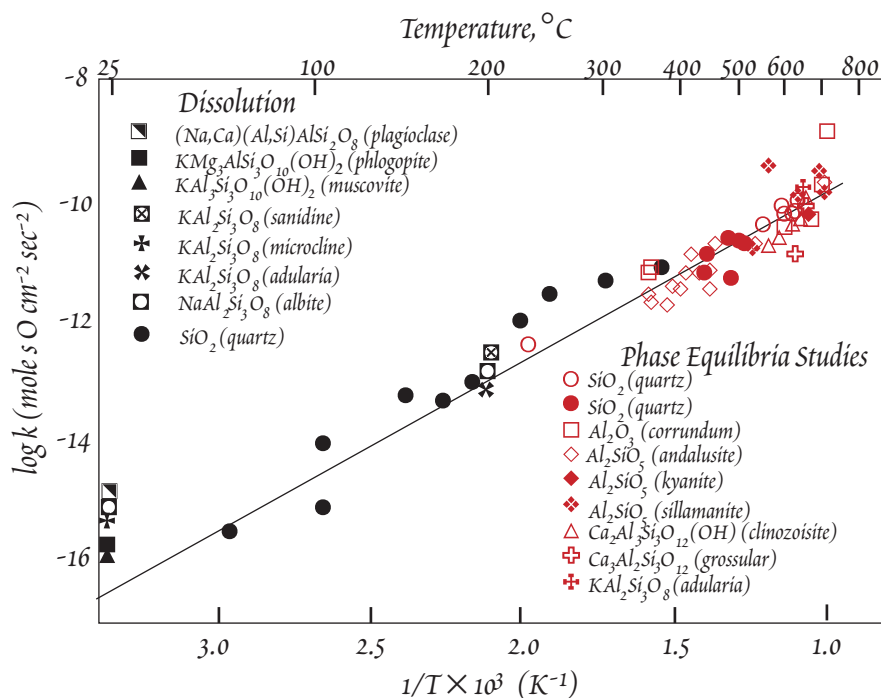 Temperature, °C
25 100 200 300 400 500 600 800
-8
-10
-12
-14
-16
log k (mole s O cm⁻² sec⁻²)
Dissolution
(Na,Ca)(Al,Si)AlSi₂O₈ (plagioclase)
KMg₃AlSi₃O₁₀(OH)₂ (phlogopite)
KAl₃Si₃O₁₀(OH)₂ (muscovite)
KAl₂Si₃O₈ (sanidine)
KAl₂Si₃O₈ (microcline)
KAl₂Si₃O₈ (adularia)
NaAl₂Si₃O₈ (albite)
SiO₂ (quartz)
Phase Equilibria Studies
SiO₂ (quartz)
SiO₂ (quartz)
Al₂O₃ (corrundum)
Al₂SiO₅ (andalusite)
Al₂SiO₅ (kyanite)
Al₂SiO₅ (sillamanite)
Ca₂Al₃Si₃O₁₂(OH) (clinozoisite)
Ca₃Al₂Si₃O₁₂ (grossular)
KAl₂Si₃O₈ (adularia)
3.0 2.5 2.0 1.5 1.0
1/T × 10³ (K⁻¹)